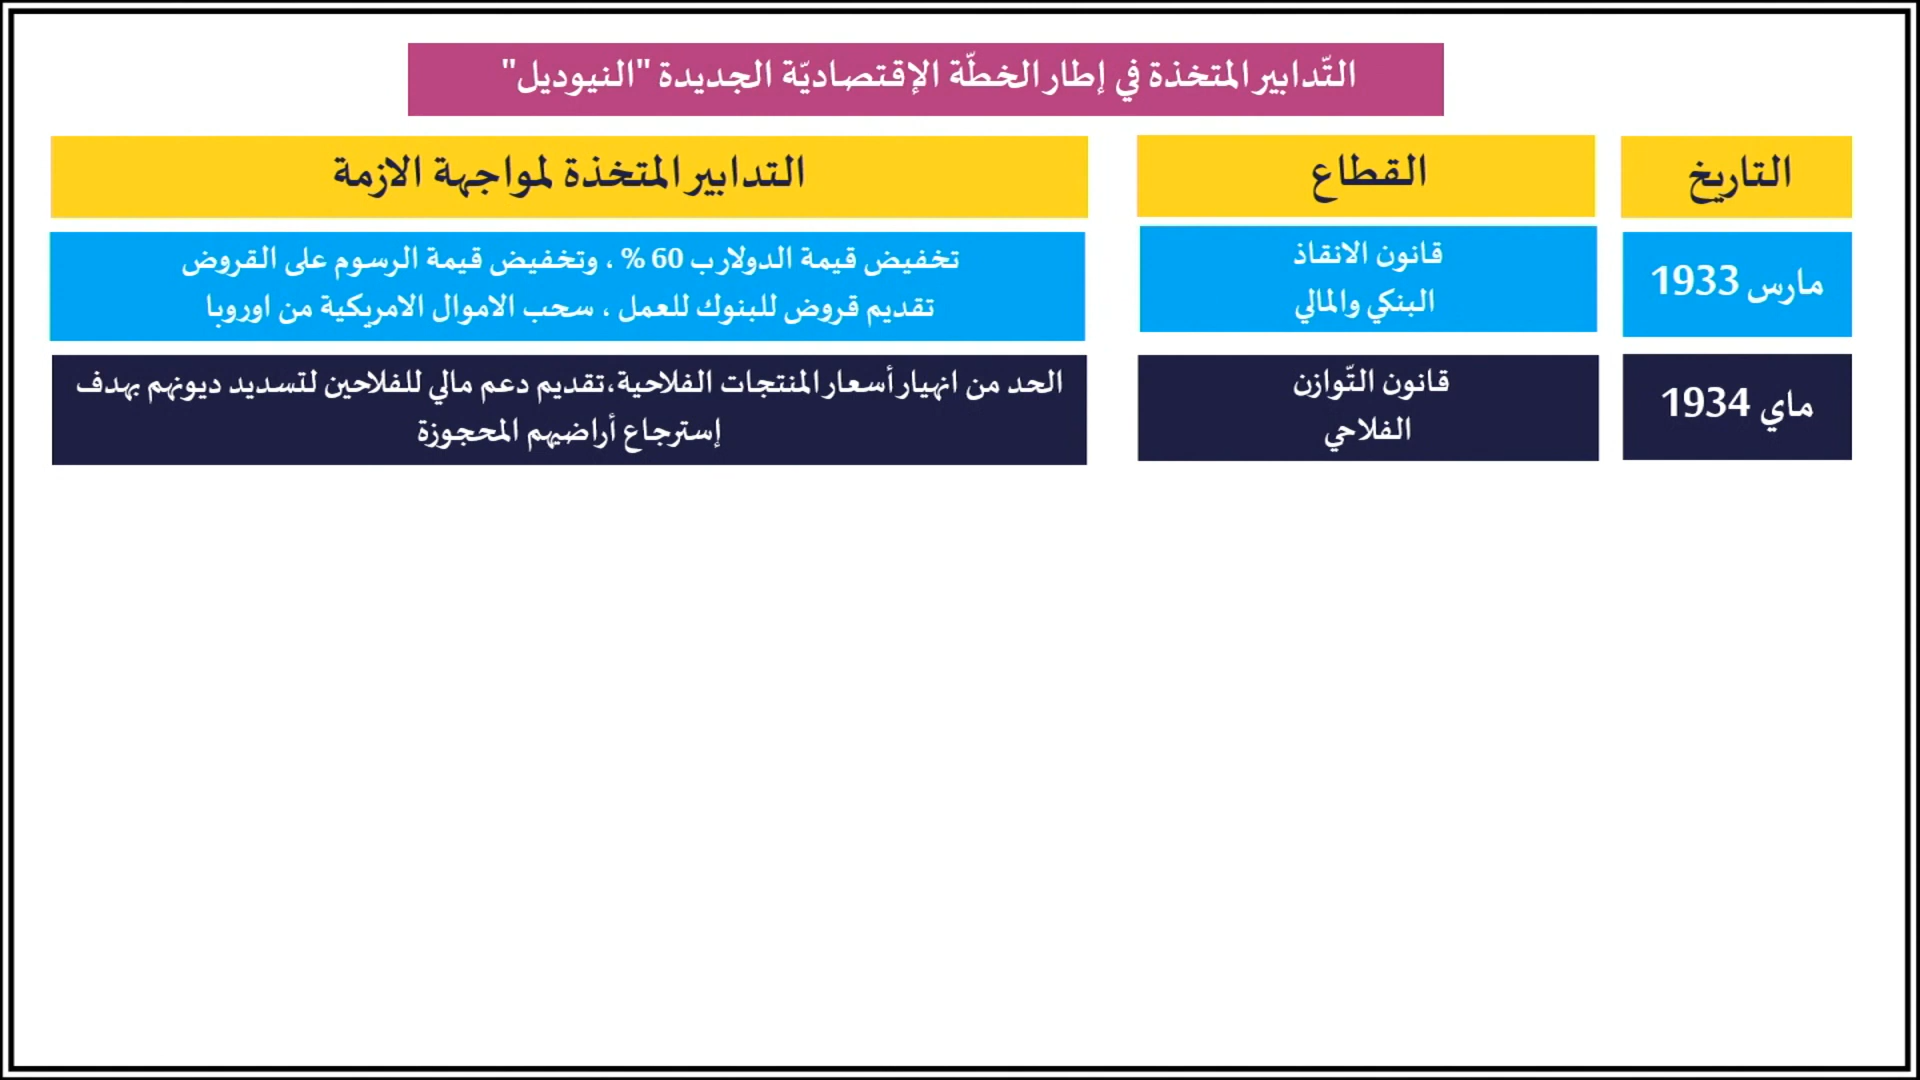 التّدابير المتخذة في إطار الخطّة الإقتصاديّة الجديدة "النيوديل"
التاريخ
القطاع
التدابير المتخذة لمواجهة الازمة
مارس 1933
قانون الانقاذ
البنكي والمالي
تخفيض قيمة الدولار ب 60 % ، وتخفيض قيمة الرسوم على القروض
تقديم قروض للبنوك للعمل ، سحب الاموال الامريكية من اوروبا
ماي 1934
قانون التّوازن
الفلاحي
الحد من انهيار أسعار المنتجات الفلاحية،تقديم دعم مالي للفلاحين لتسديد ديونهم بهدف
إسترجاع أراضيهم المحجوزة